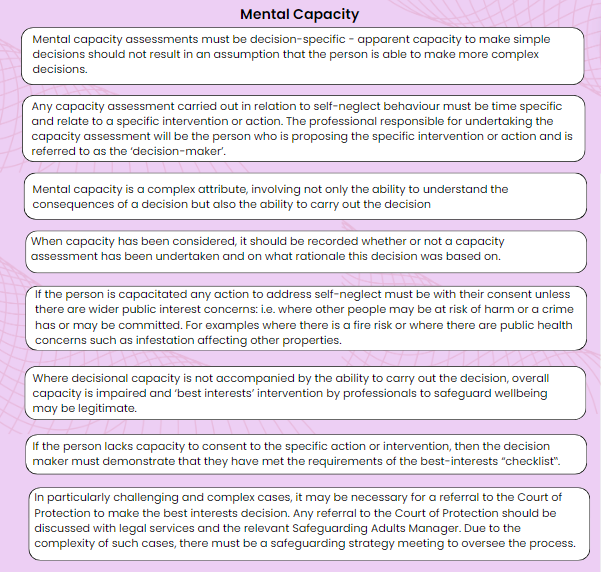 Mental Capacity
Mental capacity assessments must be decision-specific - apparent capacity to make simple
decisions should not result in an assumption that the person is able to make more complex
decisions.
Any capacity assessment carried out in relation to self-neglect behaviour must be time specific
and relate to a specific intervention or action. The professional responsible for undertaking the
capacity assessment will be the person who is proposing the specific intervention or action and is
referred to as the ‘decision-maker’.
Mental capacity is a complex attribute, involving not only the ability to understand the
consequences of a decision but also the ability to carry out the decision
When capacity has been considered, it should be recorded whether or not a capacity
assessment has been undertaken and on what rationale this decision was based on.
If the person is capacitated any action to address self-neglect must be with their consent unless
there are wider public interest concerns: i.e. where other people may be at risk of harm or a crime
has or may be committed. For examples where there is a fire risk or where there are public health
concerns such as infestation affecting other properties.
Where decisional capacity is not accompanied by the ability to carry out the decision, overall
capacity is impaired and ‘best interests’ intervention by professionals to safeguard wellbeing
may be legitimate.
If the person lacks capacity to consent to the specific action or intervention, then the decision
maker must demonstrate that they have met the requirements of the best-interests “checklist”.
In particularly challenging and complex cases, it may be necessary for a referral to the Court of
Protection to make the best interests decision. Any referral to the Court of Protection should be
discussed with legal services and the relevant Safeguarding Adults Manager. Due to the
complexity of such cases, there must be a safeguarding strategy meeting to oversee the process.